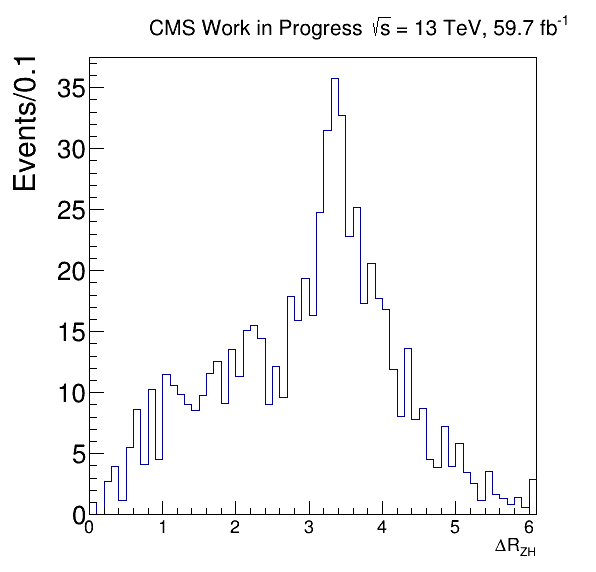 CMS Work in Progress √s = 13 TeV, 59.7 fb⁻¹
Events/0.1
35
30
25
20
15
10
5
0
0 1 2 3 4 5 6
ΔR_ZH